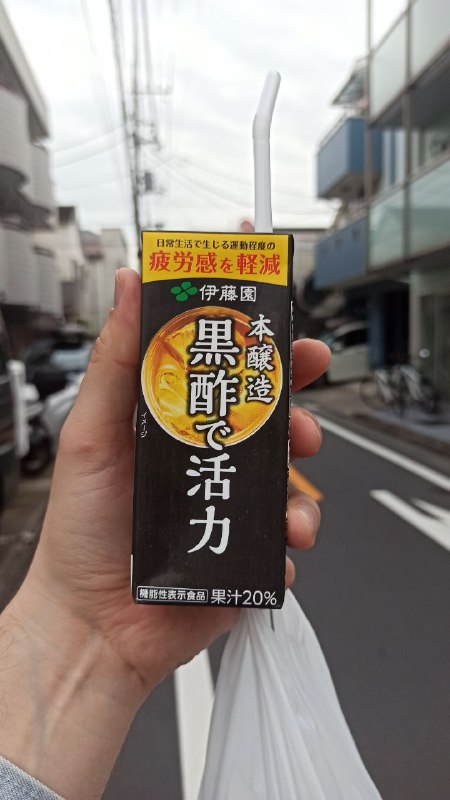 日常生活で生じる運動程度の
疲労感を軽減
伊藤園
本醸造
黒酢で活力
イメージ
機能性表示食品 果汁20%